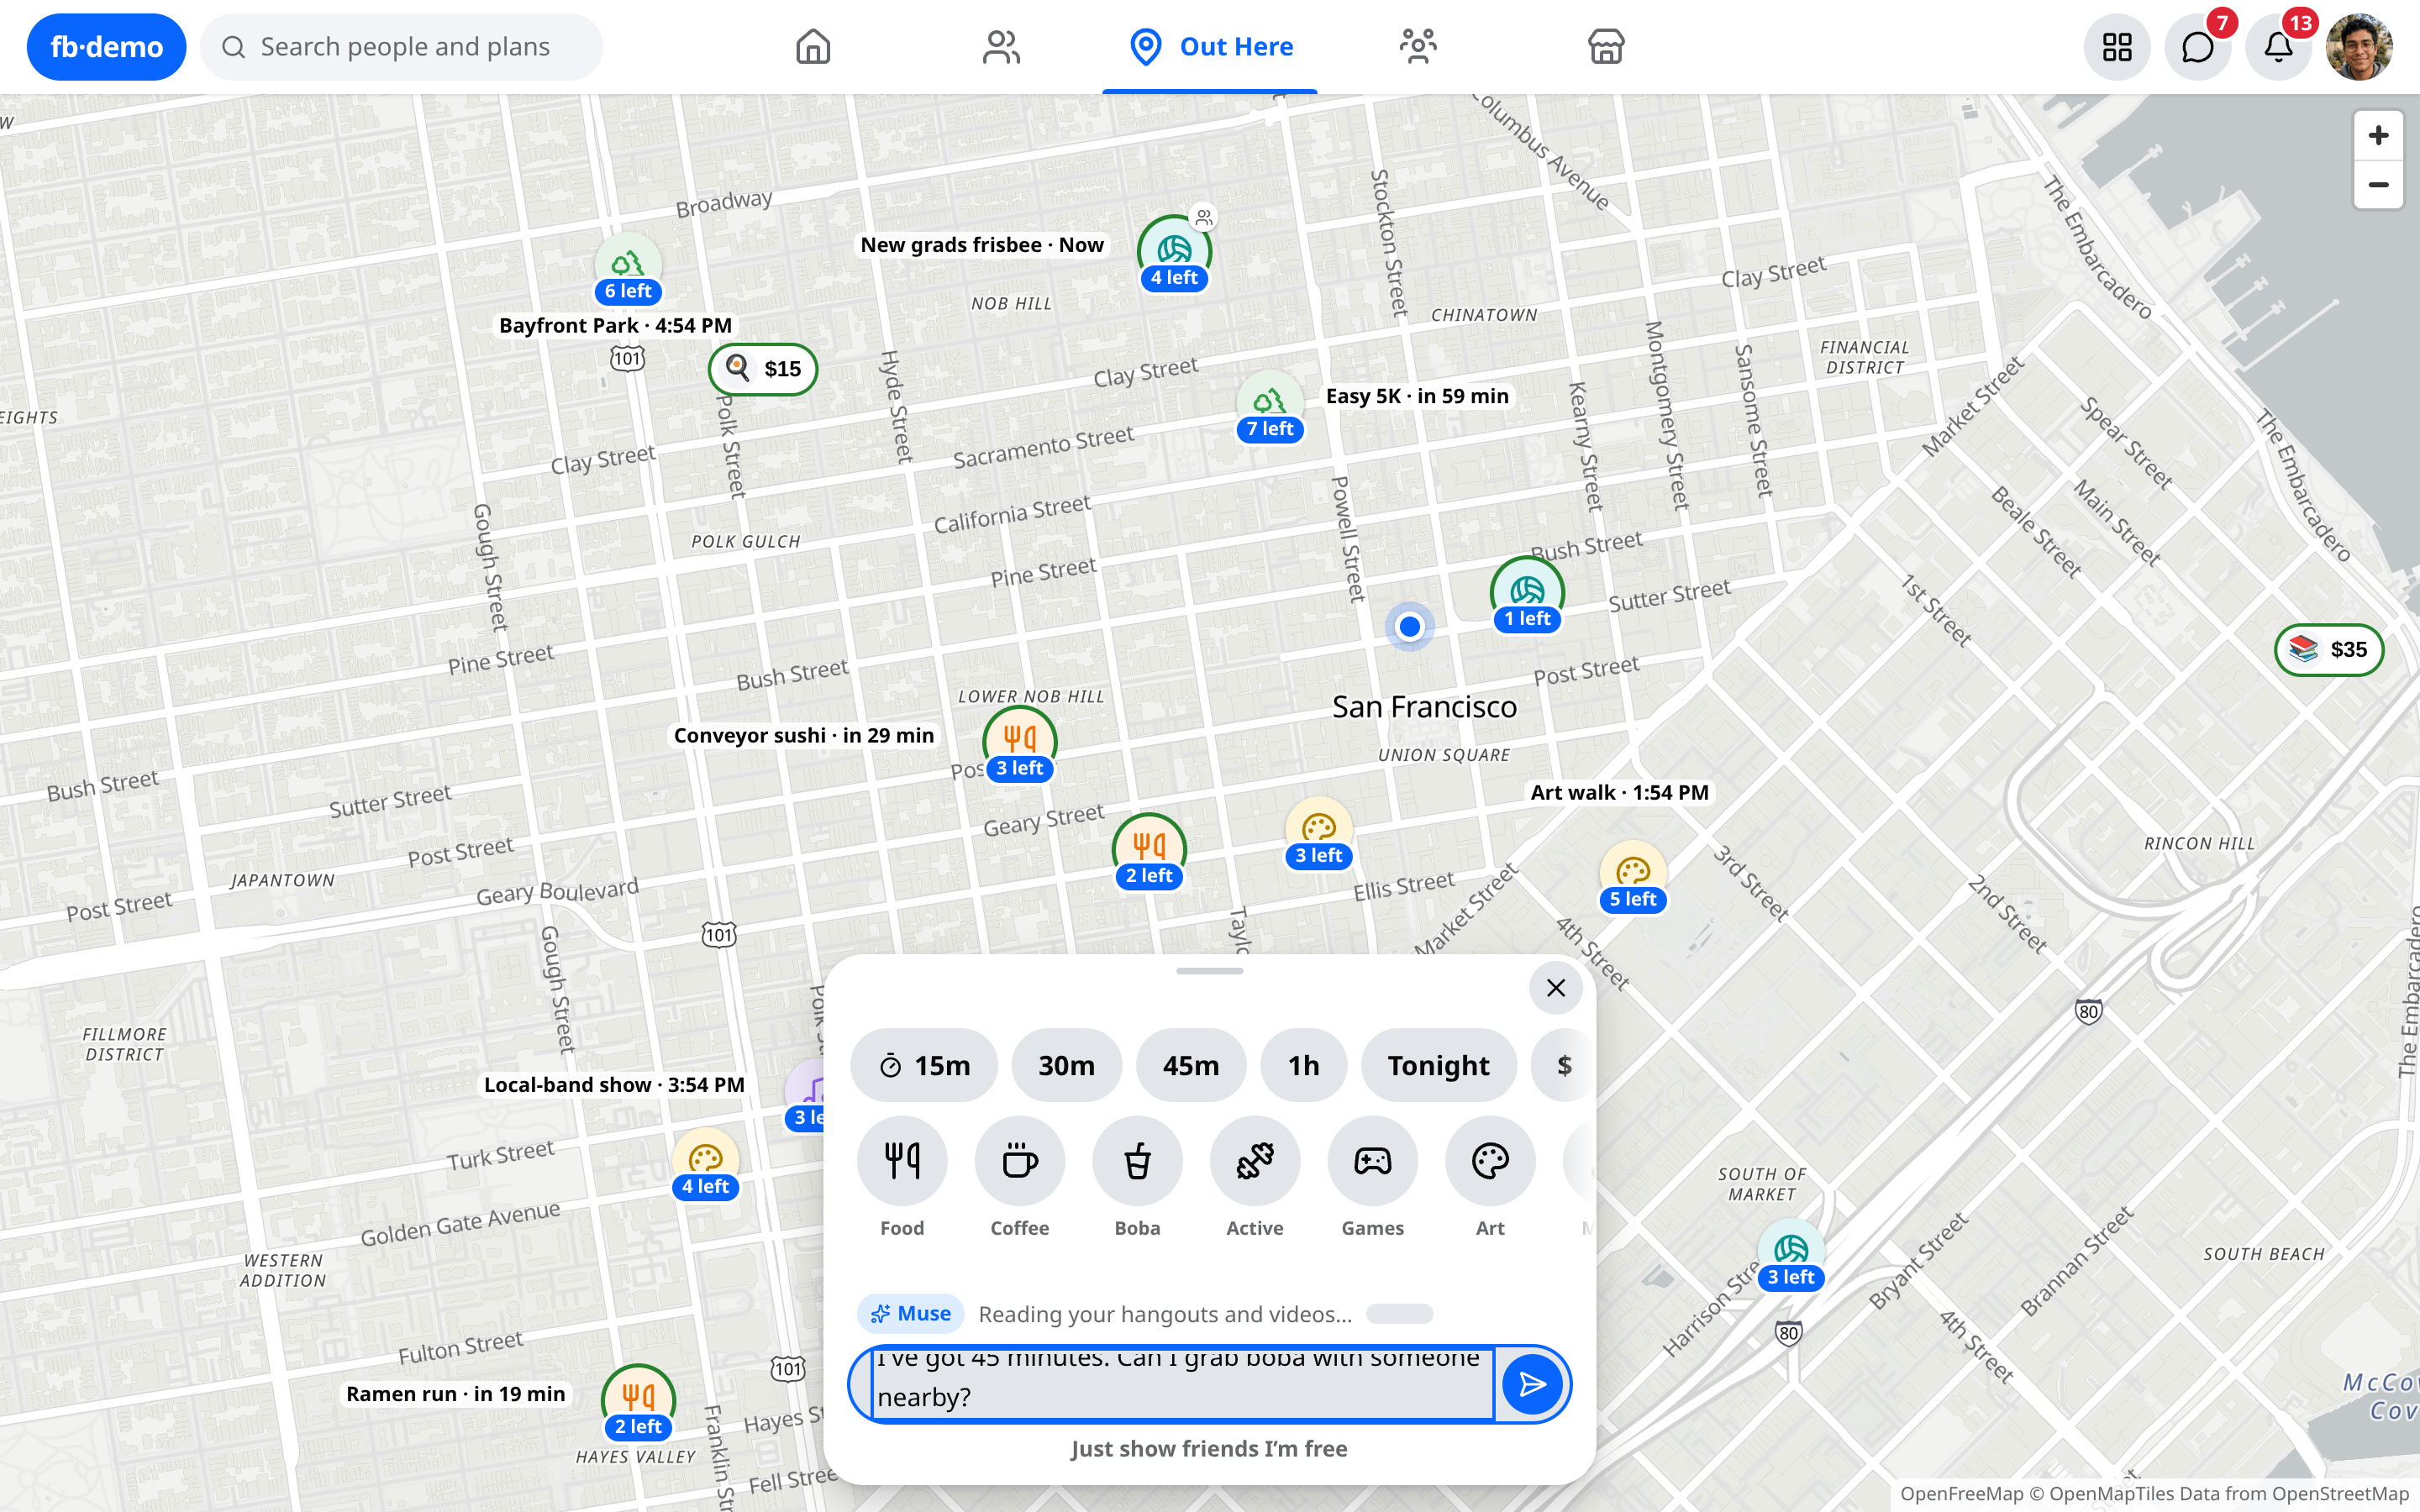 fb·demo
Search people and plans
Out Here
7
13
Broadway
Columbus Avenue
Stockton Street
The Embarcadero
New grads frisbee · Now
4 left
6 left
NOB HILL
CHINATOWN
Clay Street
Bayfront Park · 4:54 PM
101
$15
Hyde Street
Clay Street
Montgomery Street
Sansome Street
FINANCIAL
DISTRICT
Market Street
Spear Street
The Embarcadero
EIGHTS
Polk Street
Easy 5K · in 59 min
7 left
Kearny Street
Sacramento Street
Clay Street
Main Street
Beale Street
Gough Street
POLK GULCH
California Street
Powell Street
Bush Street
Pine Street
1 left
Sutter Street
1st Street
$35
Pine Street
Bush Street
Post Street
LOWER NOB HILL
San Francisco
Conveyor sushi · in 29 min
UNION SQUARE
3 left
Bush Street
Sutter Street
Geary Street
Art walk · 1:54 PM
RINCON HILL
Post Street
3 left
2 left
JAPANTOWN
Geary Boulevard
Ellis Street
5 left
3rd Street
2nd Street
Post Street
101
Market Street
4th Street
Gough Street
The Embarcadero
80
FILLMORE
DISTRICT
15m
30m
45m
1h
Tonight
$
Local-band show · 3:54 PM
Turk Street
4 left
Food
Coffee
Boba
Active
Games
Art
SOUTH OF
MARKET
Golden Gate Avenue
WESTERN
ADDITION
SOUTH BEACH
3 left
Harrison Stre
Bryant Street
Brannan Street
4th Street
80
Muse
Reading your hangouts and videos...
Fulton Street
101
I've got 45 minutes. Can I grab boba with someone
nearby?
Ramen run · in 19 min
2 left
Franklin Str
Hayes St
HAYES VALLEY
Fell Stree
McCov
Cov
Just show friends I'm free
OpenFreeMap © OpenMapTiles Data from OpenStreetMap